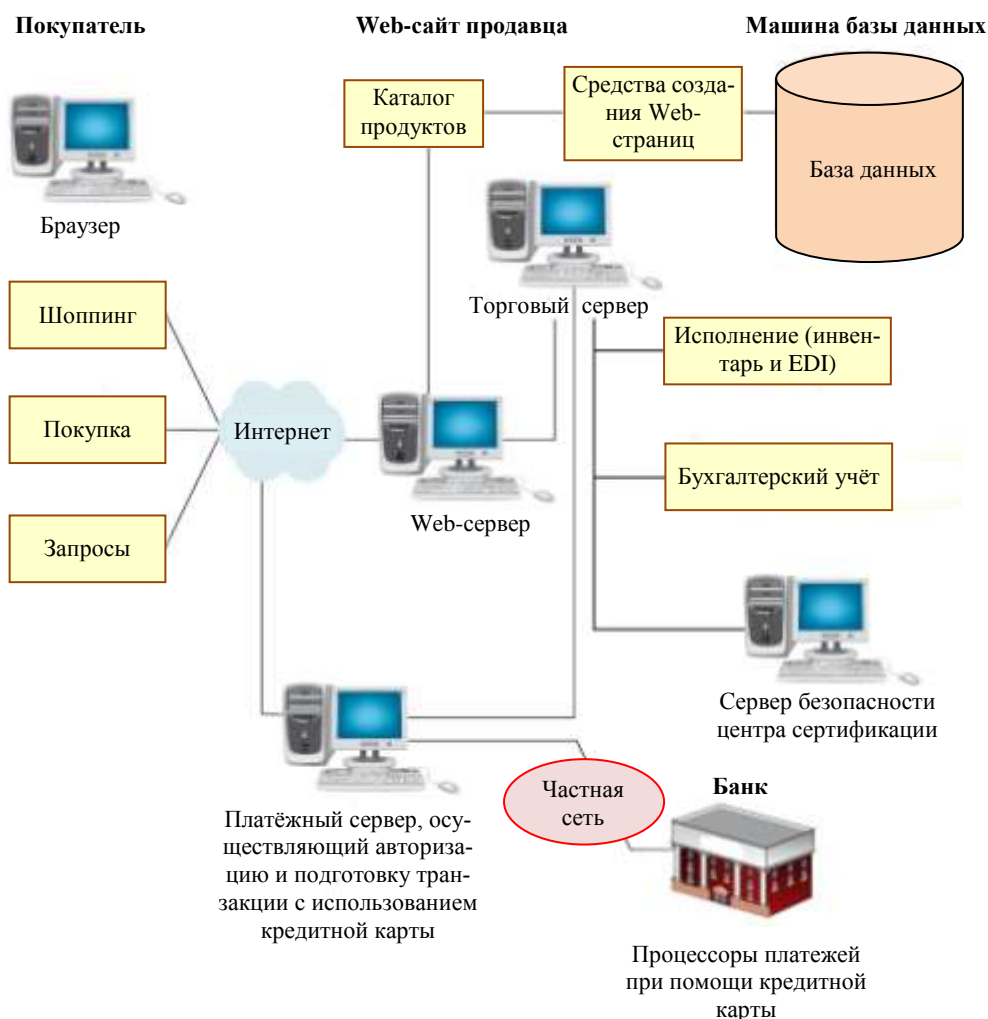 Покупатель
Web-сайт продавца
Машина базы данных
Каталог
продуктов
Средства созда-
ния Web-
страниц
База данных
Браузер
Торговый сервер
Шоппинг
Исполнение (инвен-
тарь и EDI)
Покупка
Интернет
Бухгалтерский учёт
Web-сервер
Запросы
Сервер безопасности
центра сертификации
Частная
сеть
Банк
Платёжный сервер, осу-
ществляющий авториза-
цию и подготовку тран-
закции с использованием
кредитной карты
Процессоры платежей
при помощи кредитной
карты